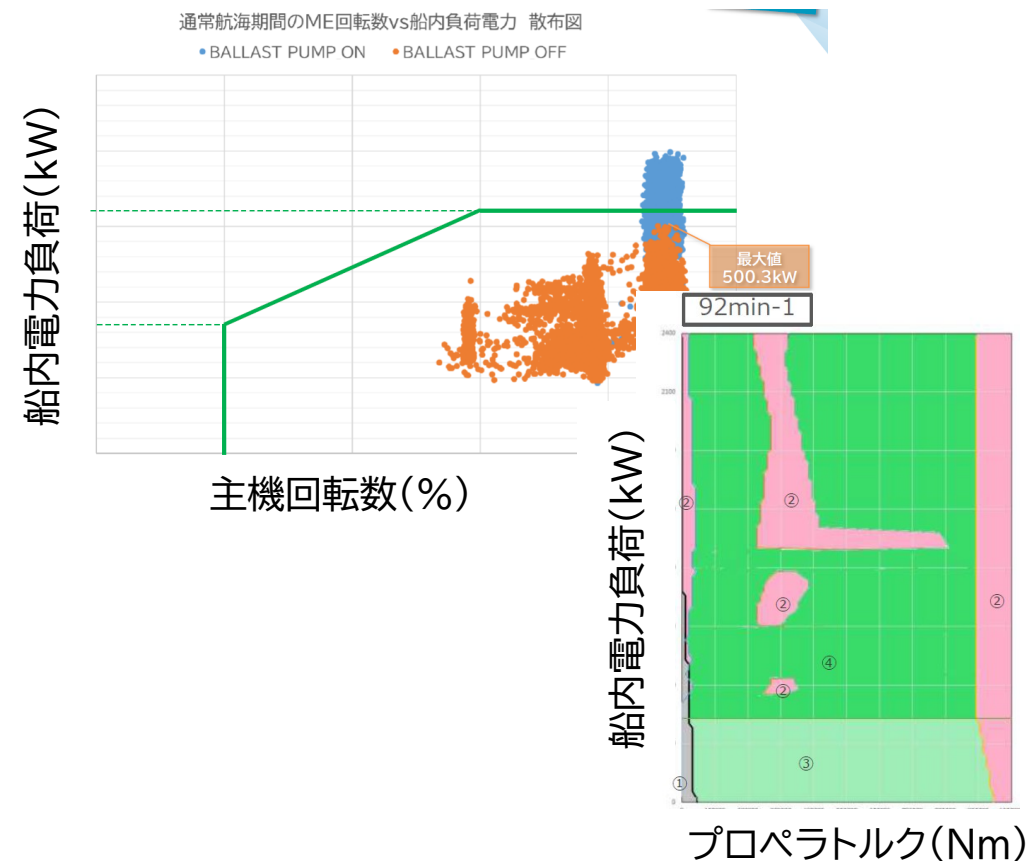 通常航海期間のME回転数vs船内負荷電力 散布図
BALLAST PUMP ON BALLAST PUMP OFF
船内電力負荷(kW)
最大値
500.3kW
主機回転数(%)
92min-1
2400
2100
船内電力負荷(kW)
②
②
②
②
④
②
③
①
0
プロペラトルク(Nm)